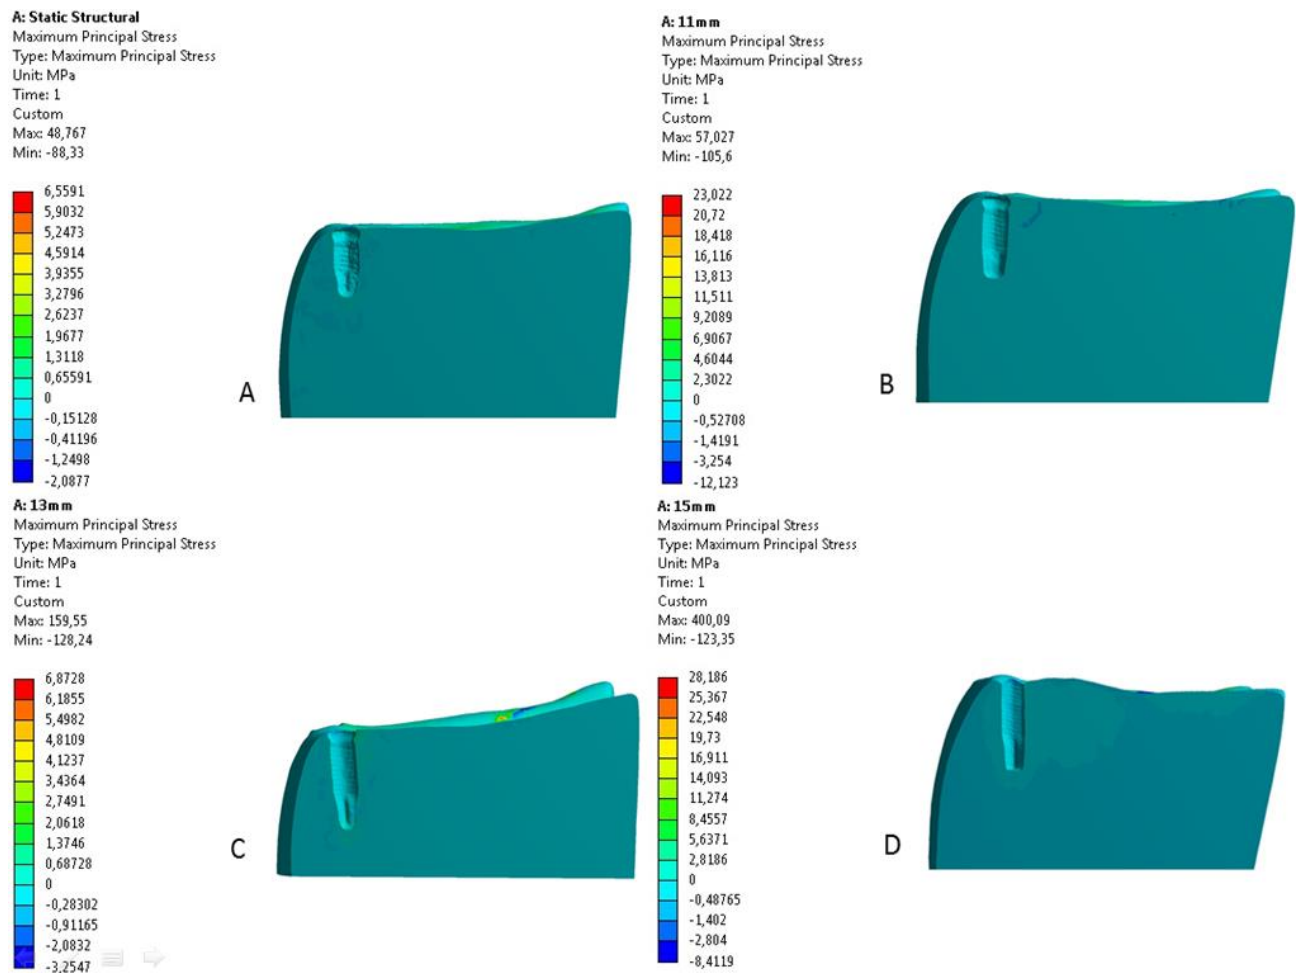 A: Static Structural
Maximum Principal Stress
Type: Maximum Principal Stress
Unit: MPa
Time: 1
Custom
Max: 48,767
Min: -88,33
6,5591
5,9032
5,2473
4,5914
3,9355
3,2796
2,6237
1,9677
1,3118
0,65591
0
-0,15128
-0,41196
-1,2498
-2,0877
A
A: 11mm
Maximum Principal Stress
Type: Maximum Principal Stress
Unit: MPa
Time: 1
Custom
Max: 57,027
Min: -105,6
23,022
20,72
18,418
16,116
13,813
11,511
9,2089
6,9067
4,6044
2,3022
0
-0,52708
-1,4191
-3,254
-12,123
B
A: 13mm
Maximum Principal Stress
Type: Maximum Principal Stress
Unit: MPa
Time: 1
Custom
Max: 159,55
Min: -128,24
6,8728
6,1855
5,4982
4,8109
4,1237
3,4364
2,7491
2,0618
1,3746
0,68728
0
-0,28302
-0,91165
-2,0832
-3,2547
C
A: 15mm
Maximum Principal Stress
Type: Maximum Principal Stress
Unit: MPa
Time: 1
Custom
Max: 400,09
Min: -123,35
28,186
25,367
22,548
19,73
16,911
14,093
11,274
8,4557
5,6371
2,8186
0
-0,48765
-1,402
-2,804
-8,4119
D